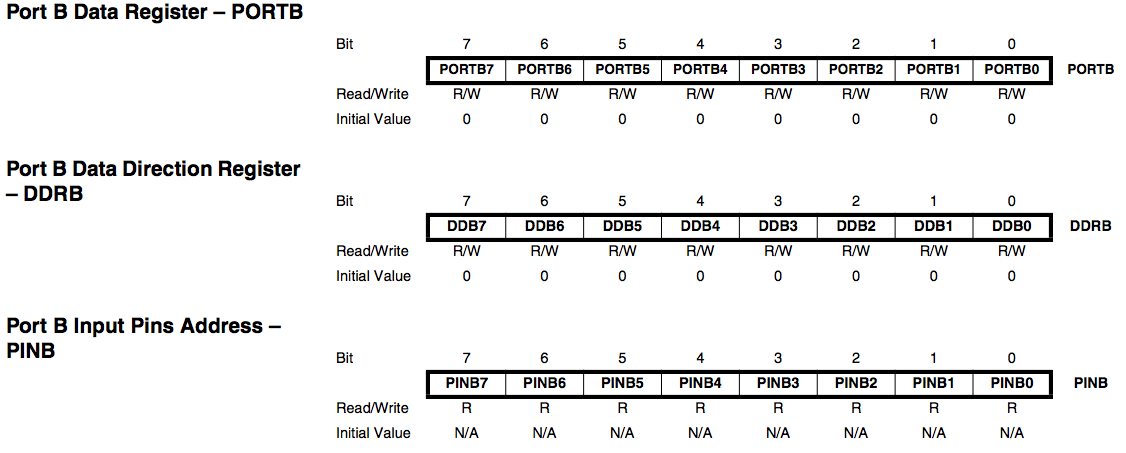 Port B Data Register – PORTB
Bit 7 6 5 4 3 2 1 0
PORTB7 PORTB6 PORTB5 PORTB4 PORTB3 PORTB2 PORTB1 PORTB0 PORTB
Read/Write R/W R/W R/W R/W R/W R/W R/W R/W
Initial Value 0 0 0 0 0 0 0 0
Port B Data Direction Register
– DDRB
Bit 7 6 5 4 3 2 1 0
DDB7 DDB6 DDB5 DDB4 DDB3 DDB2 DDB1 DDB0 DDRB
Read/Write R/W R/W R/W R/W R/W R/W R/W R/W
Initial Value 0 0 0 0 0 0 0 0
Port B Input Pins Address –
PINB
Bit 7 6 5 4 3 2 1 0
PINB7 PINB6 PINB5 PINB4 PINB3 PINB2 PINB1 PINB0 PINB
Read/Write R R R R R R R R
Initial Value N/A N/A N/A N/A N/A N/A N/A N/A